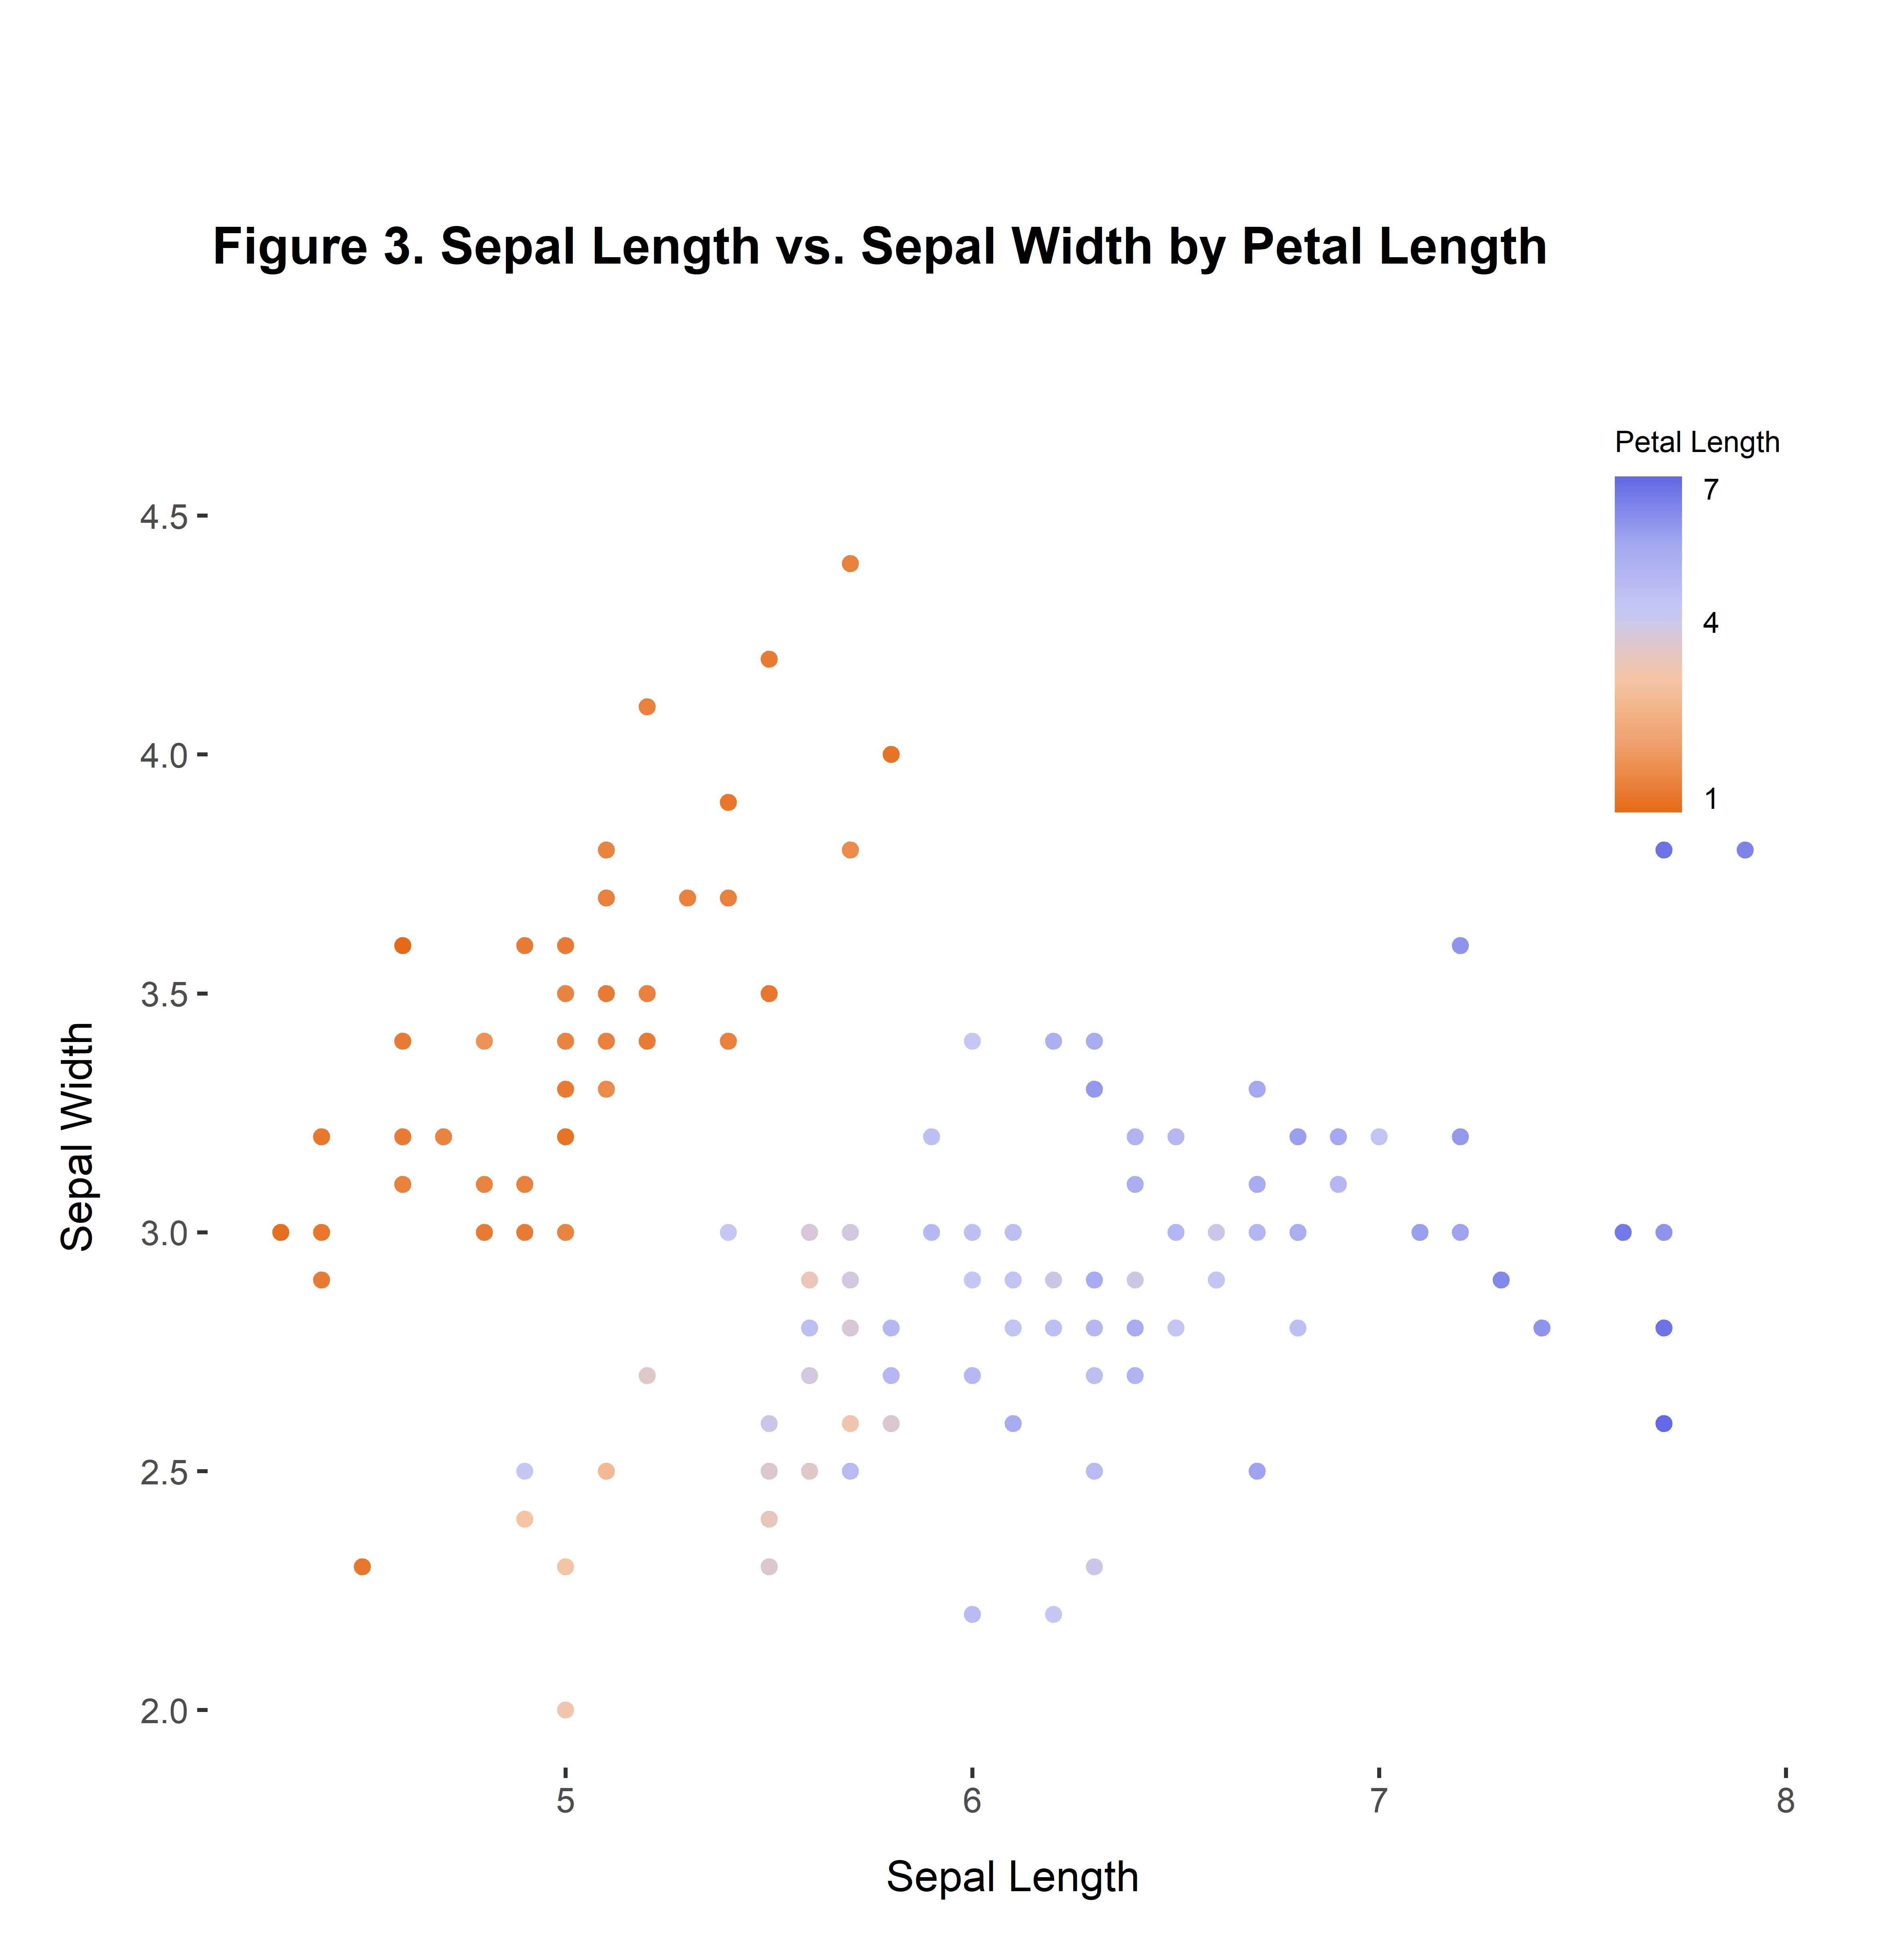 Figure 3. Sepal Length vs. Sepal Width by Petal Length
Petal Length
7
4
1
4.5
4.0
3.5
3.0
2.5
2.0
Sepal Width
5 6 7 8
Sepal Length